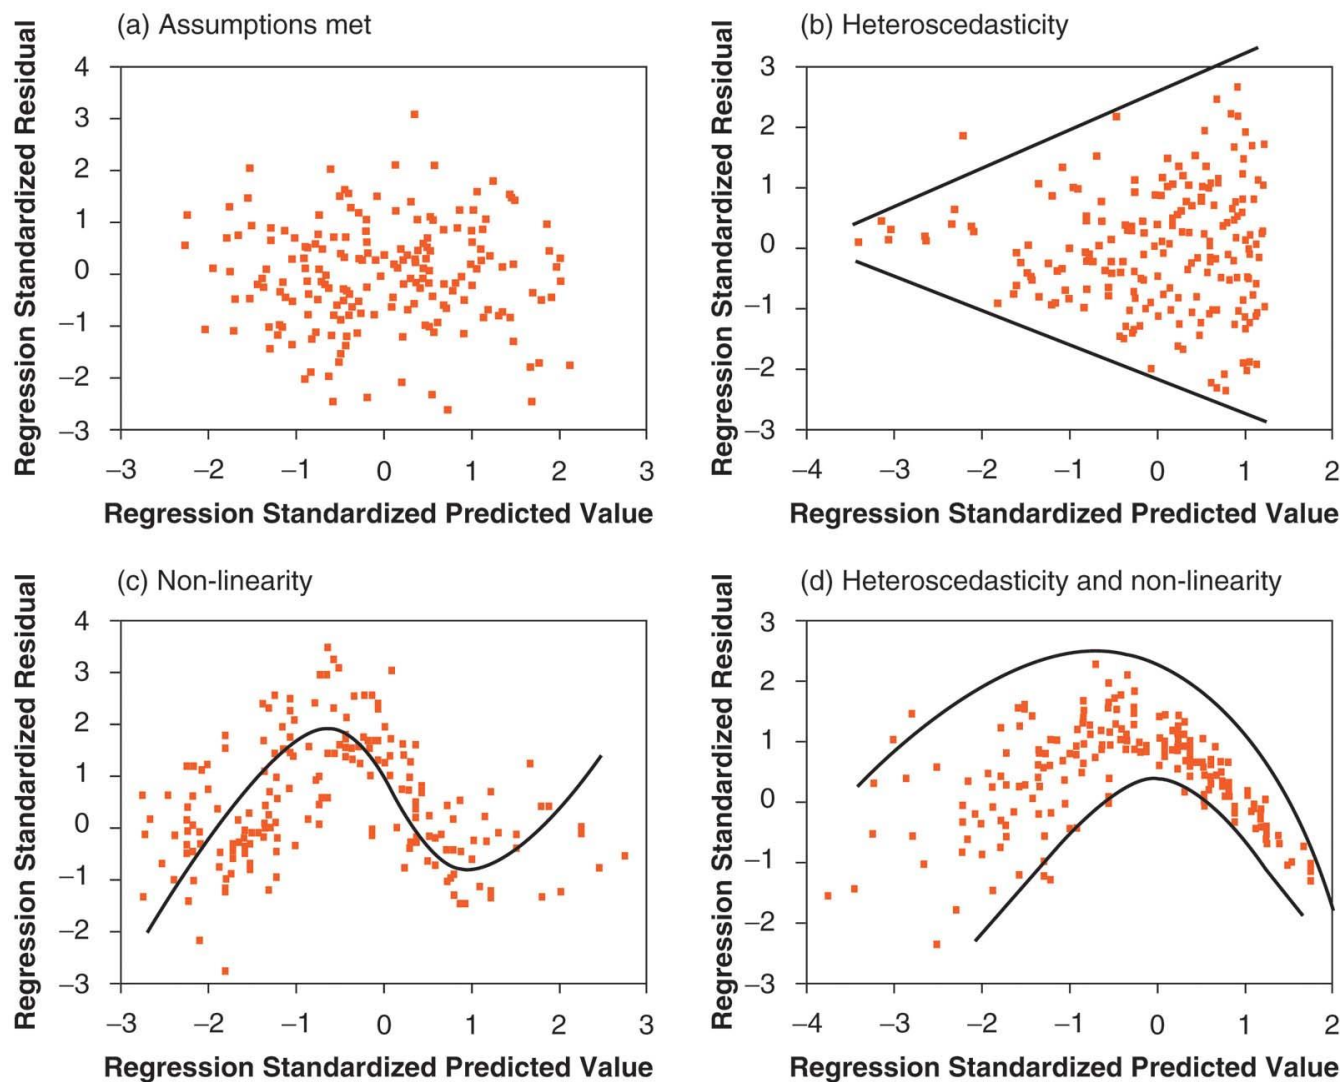 (a) Assumptions met
Regression Standardized Residual
4
3
2
1
0
–1
–2
–3
–3 –2 –1 0 1 2 3
Regression Standardized Predicted Value
(b) Heteroscedasticity
Regression Standardized Residual
3
2
1
0
–1
–2
–3
–4 –3 –2 –1 0 1 2
Regression Standardized Predicted Value
(c) Non-linearity
Regression Standardized Residual
4
3
2
1
0
–1
–2
–3
–3 –2 –1 0 1 2 3
Regression Standardized Predicted Value
(d) Heteroscedasticity and non-linearity
Regression Standardized Residual
3
2
1
0
–1
–2
–3
–4 –3 –2 –1 0 1 2
Regression Standardized Predicted Value